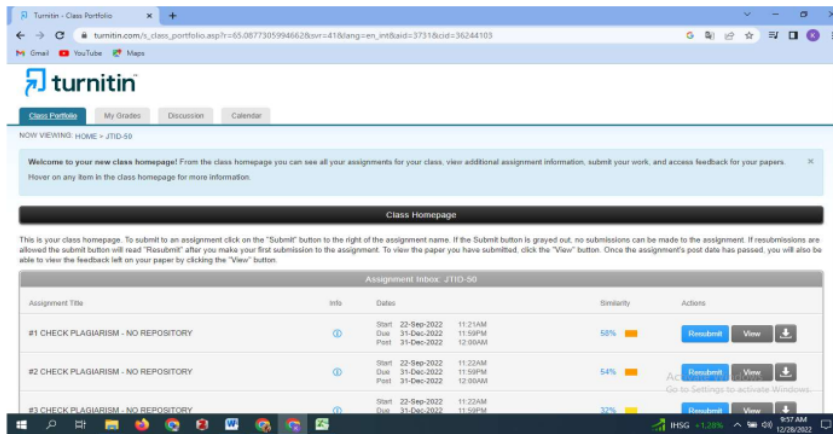 Turnitin - Class Portfolio
turnitin.com/s_class_portfolio.asp?r=65.0877305994662&svr=41&lang=en_int&aid=3731&cid=36244103
Gmail YouTube Maps
turnitin
Class Portfolio My Grades Discussion Calendar
NOW VIEWING: HOME > JTID-50
Welcome to your new class homepage! From the class homepage you can see all your assignments for your class, view additional assignment information, submit your work, and access feedback for your papers.
Hover on any item in the class homepage for more information.
Class Homepage
This is your class homepage. To submit to an assignment click on the "Submit" button to the right of the assignment name. If the Submit button is grayed out, no submissions can be made to the assignment. If resubmissions are
allowed the submit button will read "Resubmit" after you make your first submission to the assignment. To view the paper you have submitted, click the "View" button. Once the assignment's post date has passed, you will also be
able to view the feedback left on your paper by clicking the "View" button.
Assignment Inbox: JTID-50
Assignment Title Info Dates Similarity Actions
Start 22-Sep-2022 11:21AM
#1 CHECK PLAGIARISM - NO REPOSITORY Due 31-Dec-2022 11:59PM 58% Resubmit View
Post 31-Dec-2022 12:00AM
Start 22-Sep-2022 11:22AM
#2 CHECK PLAGIARISM - NO REPOSITORY Due 31-Dec-2022 11:59PM 54% Resubmit View
Post 31-Dec-2022 12:00AM
Go to Settings to activate Windows.
Start 22-Sep-2022 11:22AM
#3 CHECK PLAGIARISM - NO REPOSITORY Due 31-Dec-2022 11:59PM 32% Resubmit View
IHSG +1,28% 9:57 AM
12/28/2022